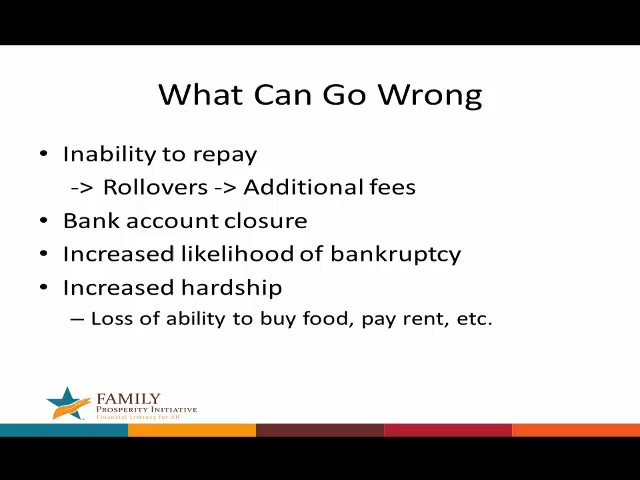 What Can Go Wrong
• Inability to repay
-> Rollovers -> Additional fees
• Bank account closure
• Increased likelihood of bankruptcy
• Increased hardship
– Loss of ability to buy food, pay rent, etc.
FAMILY
PROSPERITY INITIATIVE
Financial Literacy for All